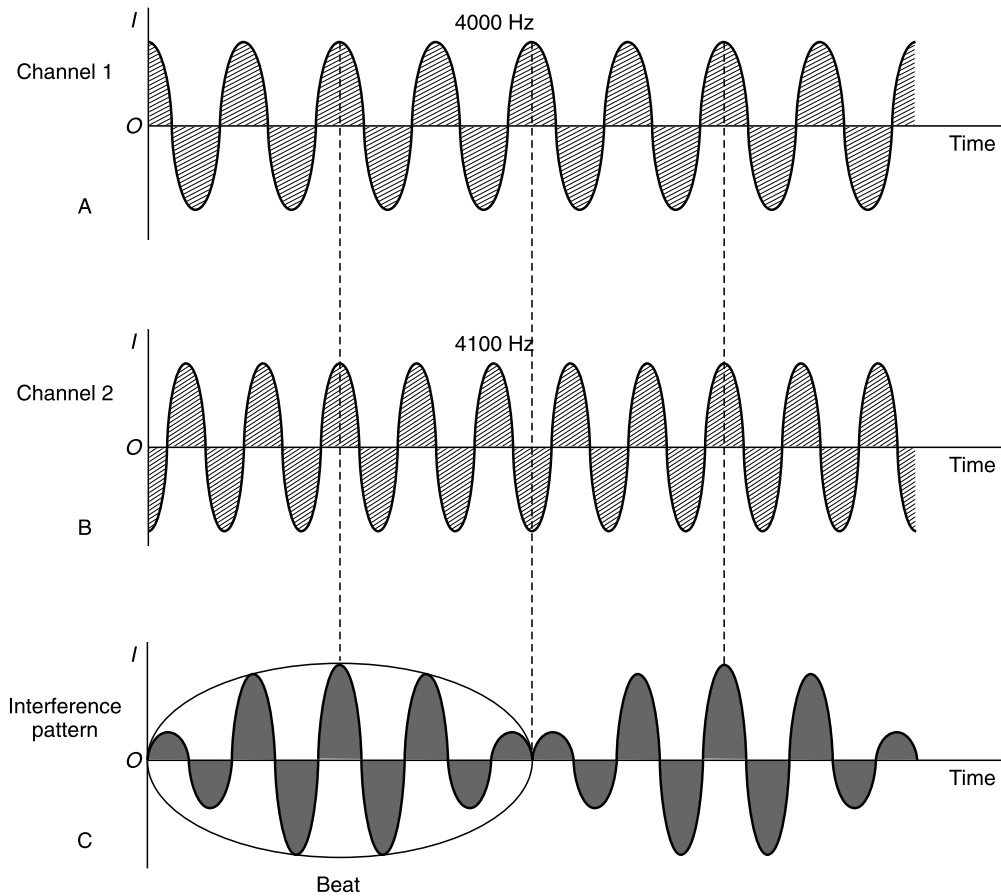 I
4000 Hz
Channel 1
O
Time
A
I
4100 Hz
Channel 2
O
Time
B
I
Interference
pattern
O
Time
C
Beat